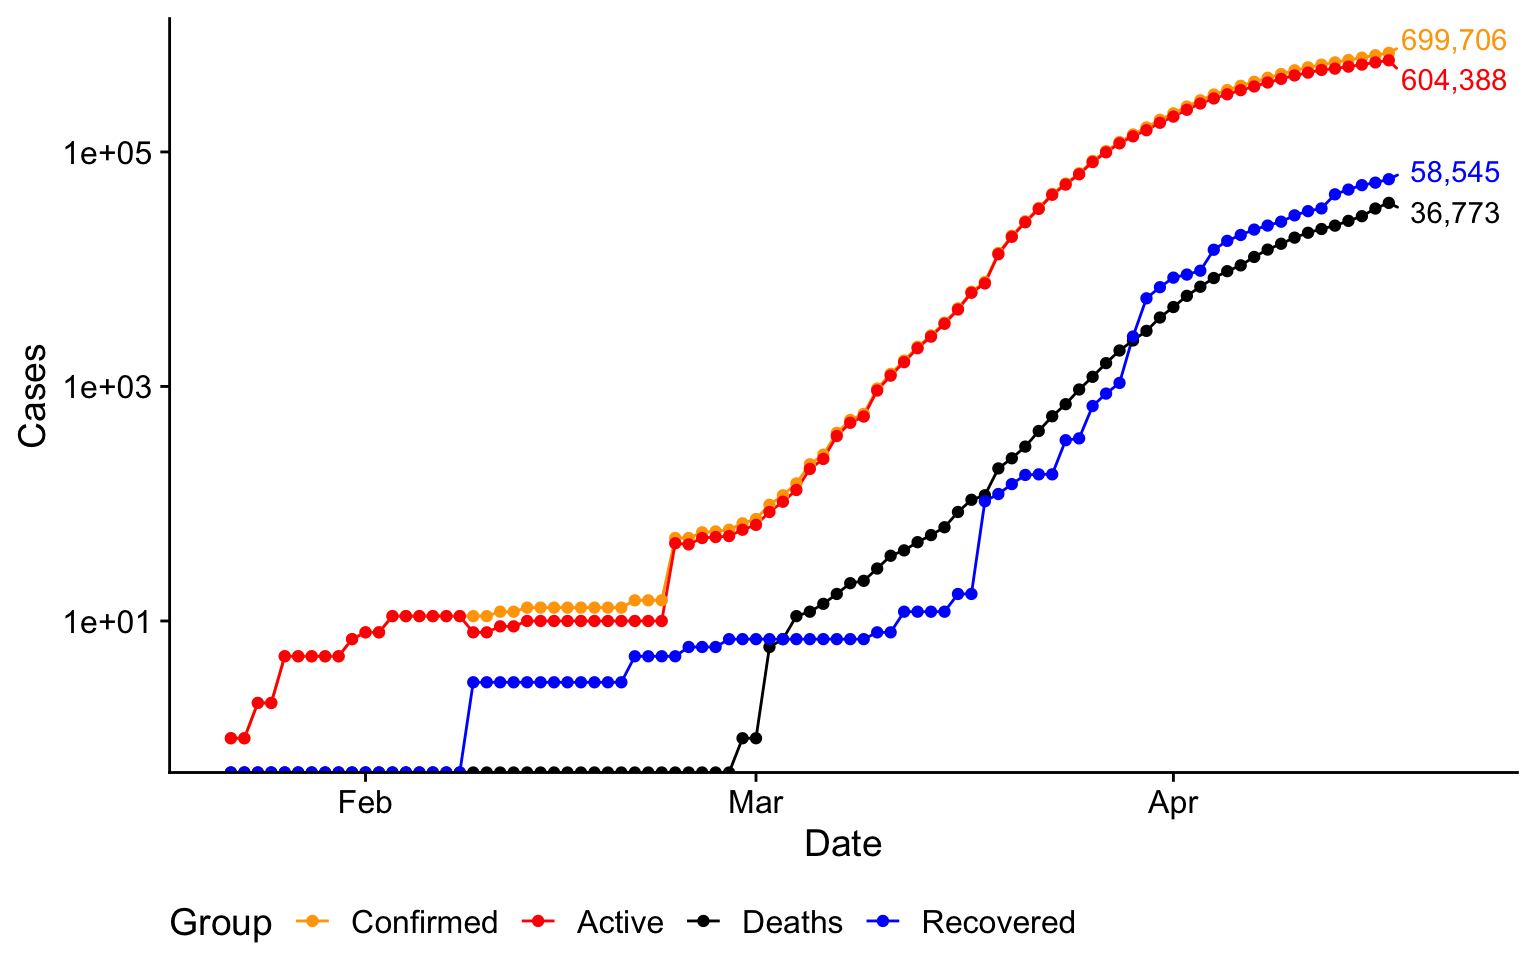 699,706
604,388
1e+05
58,545
36,773
1e+03
Cases
1e+01
Feb Mar Apr
Date
Group Confirmed Active Deaths Recovered